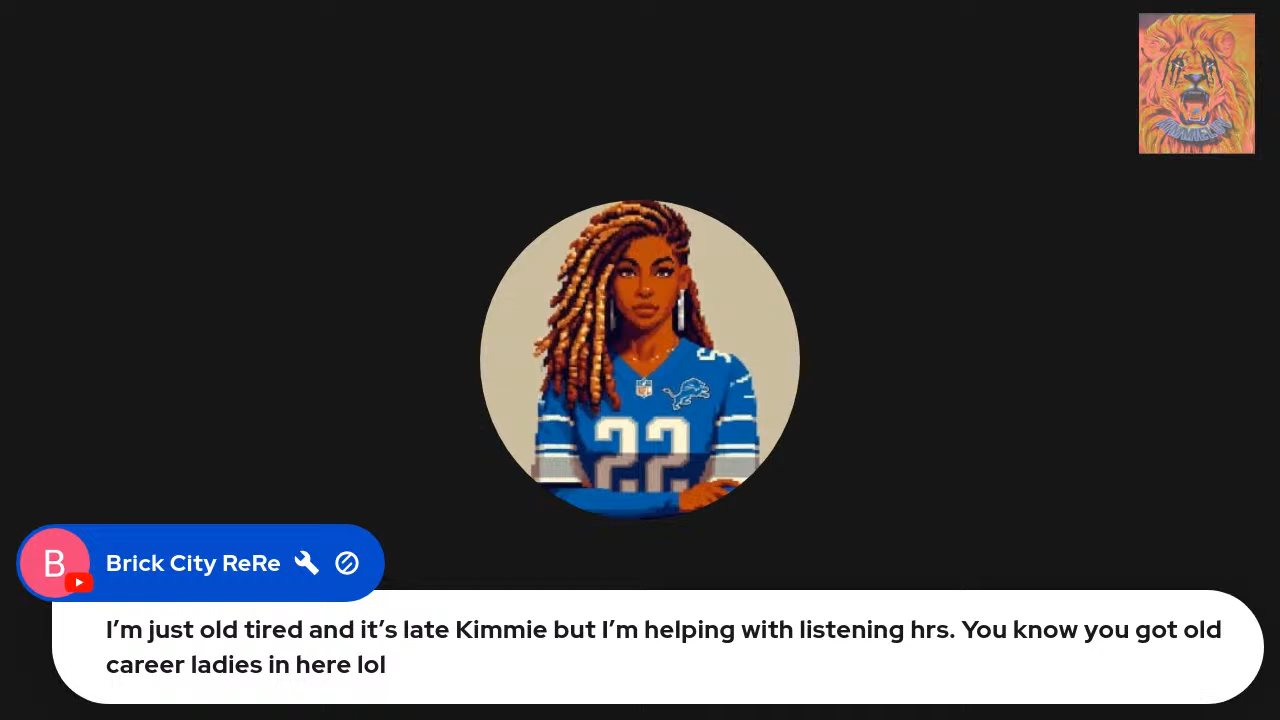 22
B
Brick City ReRe
I’m just old tired and it’s late Kimmie but I’m helping with listening hrs. You know you got old
career ladies in here lol